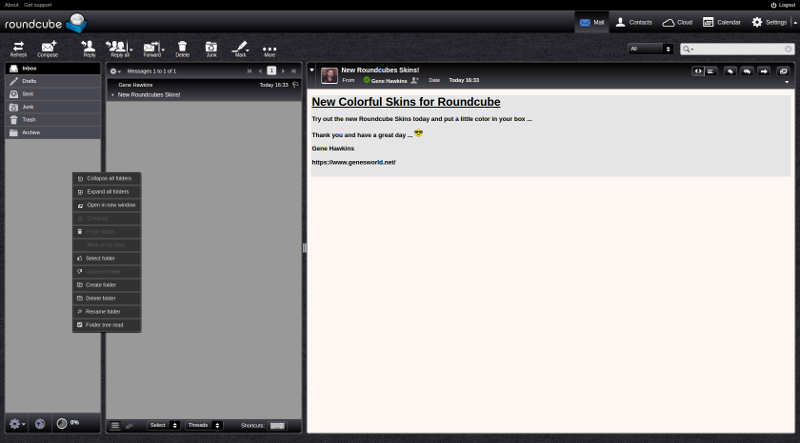 About Get support
Logout
roundcube
Mail Contacts Cloud Calendar Settings
Refresh Compose Reply Reply all Forward Delete Junk Mark More
All
Inbox
Drafts
Sent
Junk
Trash
Archive
Messages 1 to 1 of 1
1
Gene Hawkins Today 16:33
New Roundcubes Skins!
New Roundcubes Skins!
From Gene Hawkins Date Today 16:33
New Colorful Skins for Roundcube
Try out the new Roundcube Skins today and put a little color in your box ...
Thank you and have a great day ...
Gene Hawkins
https://www.genesworld.net/
Collapse all folders
Expand all folders
Open in new window
Compact
Purge folder
Mark all as read
Select folder
Unselect folder
Create folder
Delete folder
Rename folder
Folder tree read
0%
Select Threads Shortcuts: